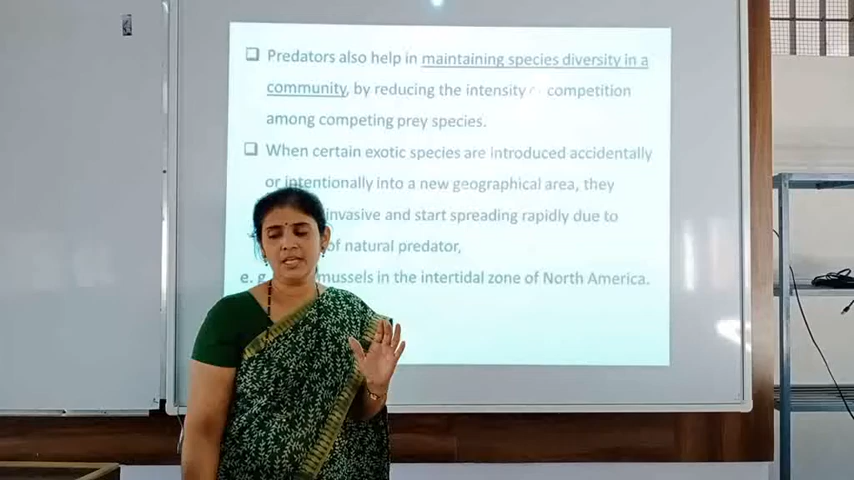 Predators also help in maintaining species diversity in a
community, by reducing the intensity competition
among competing prey species.
When certain exotic species are introduced accidentally
or intentionally into a new geographical area, they
invasive and start spreading rapidly due to
of natural predator,
e. g. mussels in the intertidal zone of North America.